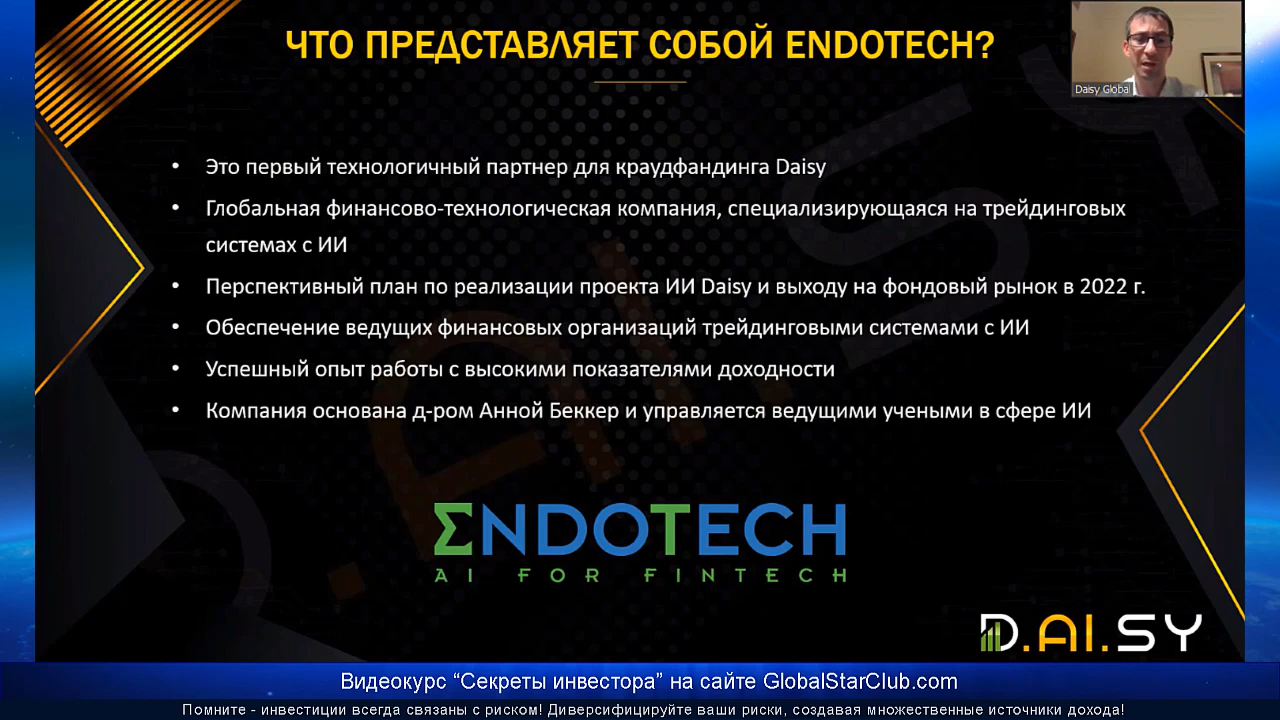 ЧТО ПРЕДСТАВЛЯЕТ СОБОЙ ENDOTECH?
Daisy Global
• Это первый технологичный партнер для краудфандинга Daisy
• Глобальная финансово-технологическая компания, специализирующаяся на трейдинговых
системах с ИИ
• Перспективный план по реализации проекта ИИ Daisy и выходу на фондовый рынок в 2022 г.
• Обеспечение ведущих финансовых организаций трейдинговыми системами с ИИ
• Успешный опыт работы с высокими показателями доходности
• Компания основана д-ром Анной Беккер и управляется ведущими учеными в сфере ИИ
ΣNDOTECH
AI FOR FINTECH
D.AI.SY
Видеокурс “Секреты инвестора” на сайте GlobalStarClub.com
Помните - инвестиции всегда связаны с риском! Диверсифицируйте ваши риски, создавая множественные источники дохода!